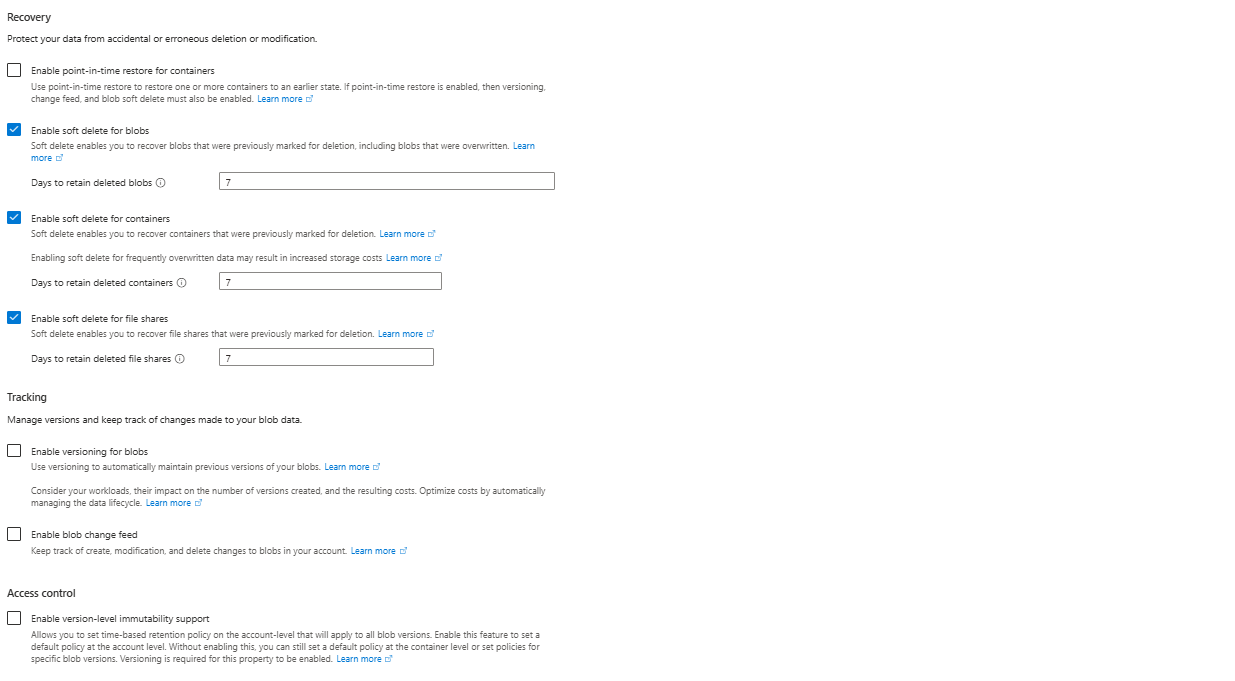 Recovery
Protect your data from accidental or erroneous deletion or modification.
Enable point-in-time restore for containers
Use point-in-time restore to restore one or more containers to an earlier state. If point-in-time restore is enabled, then versioning,
change feed, and blob soft delete must also be enabled. Learn more
Enable soft delete for blobs
Soft delete enables you to recover blobs that were previously marked for deletion, including blobs that were overwritten. Learn
more
Days to retain deleted blobs 7
Enable soft delete for containers
Soft delete enables you to recover containers that were previously marked for deletion. Learn more
Enabling soft delete for frequently overwritten data may result in increased storage costs Learn more
Days to retain deleted containers 7
Enable soft delete for file shares
Soft delete enables you to recover file shares that were previously marked for deletion. Learn more
Days to retain deleted file shares 7
Tracking
Manage versions and keep track of changes made to your blob data.
Enable versioning for blobs
Use versioning to automatically maintain previous versions of your blobs. Learn more
Consider your workloads, their impact on the number of versions created, and the resulting costs. Optimize costs by automatically
managing the data lifecycle. Learn more
Enable blob change feed
Keep track of create, modification, and delete changes to blobs in your account. Learn more
Access control
Enable version-level immutability support
Allows you to set time-based retention policy on the account-level that will apply to all blob versions. Enable this feature to set a
default policy at the account level. Without enabling this, you can still set a default policy at the container level or set policies for
specific blob versions. Versioning is required for this property to be enabled. Learn more